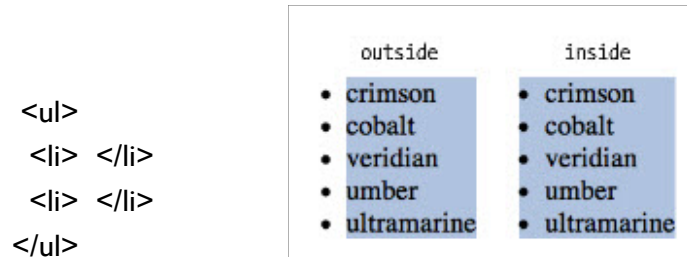 <ul>
<li> </li>
<li> </li>
</ul>
outside
• crimson
• cobalt
• veridian
• umber
• ultramarine
inside
• crimson
• cobalt
• veridian
• umber
• ultramarine